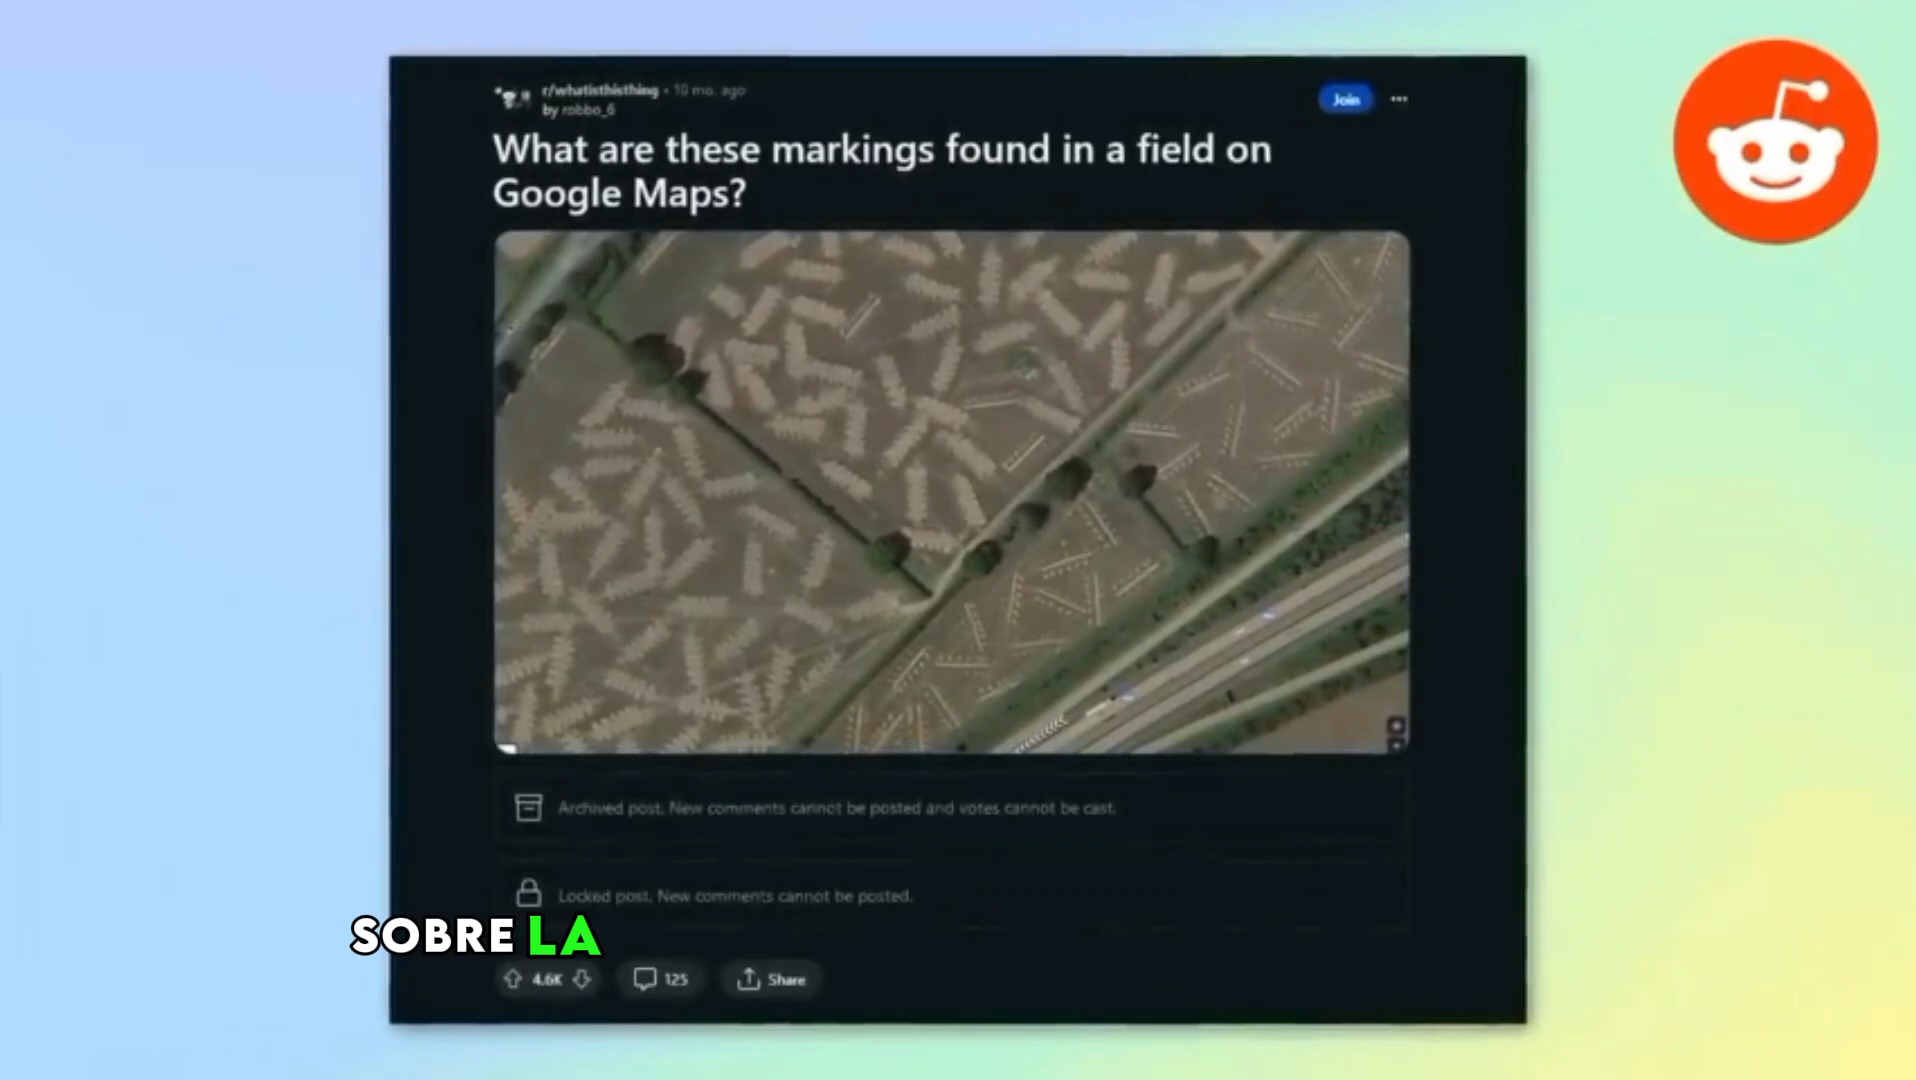 r/whatisthisthing • 10 mo. ago
by robbo_6
Join
What are these markings found in a field on
Google Maps?
Archived post. New comments cannot be posted and votes cannot be cast.
Locked post. New comments cannot be posted.
SOBRE LA
4.6K
125
Share